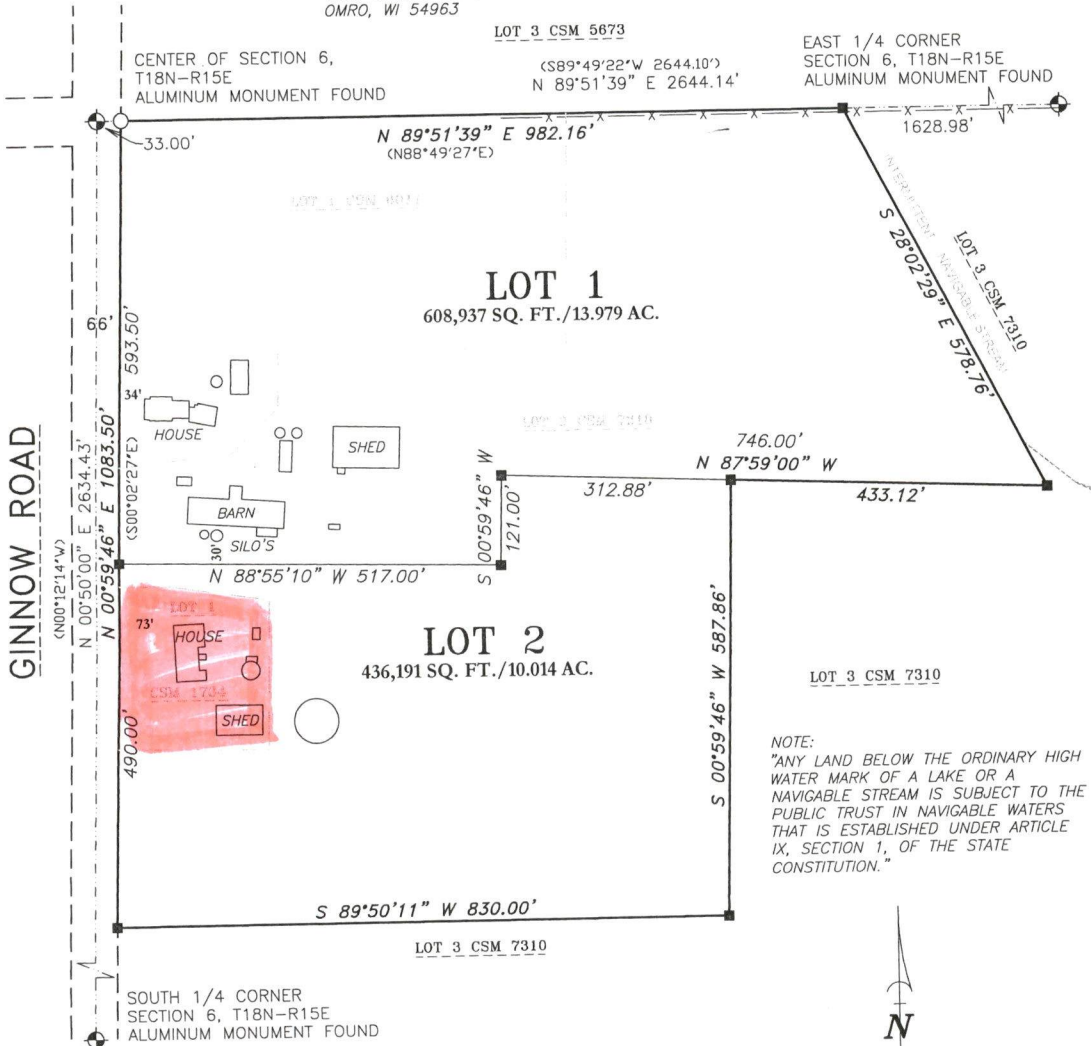 OMRO, WI 54963
LOT 3 CSM 5673
CENTER OF SECTION 6,
T18N-R15E
ALUMINUM MONUMENT FOUND
(S89°49'22"W 2644.10')
N 89°51'39" E 2644.14'
EAST 1/4 CORNER
SECTION 6, T18N-R15E
ALUMINUM MONUMENT FOUND
33.00'
N 89°51'39" E 982.16'
(N88°49'27"E)
1628.98'
INTERMITTENT NAVIGABLE STREAM
S 28°02'29" E 578.76'
LOT 3 CSM 7310
LOT 1
608,937 SQ. FT./13.979 AC.
66'
593.50'
34'
HOUSE
SHED
LOT 2 CSM 7310
746.00'
N 87°59'00" W
312.88'
433.12'
BARN
SILO'S
30'
S 00°59'46" W
121.00'
N 88°55'10" W 517.00'
GINNOW ROAD
(N00°12'14"W)
N 00°50'00" E 2634.43'
N 00°59'46" E 1083.50'
(S00°02'27"E)
LOT 1
73'
HOUSE
CSM 1734
SHED
490.00'
LOT 2
436,191 SQ. FT./10.014 AC.
S 00°59'46" W 587.86'
LOT 3 CSM 7310
NOTE:
"ANY LAND BELOW THE ORDINARY HIGH
WATER MARK OF A LAKE OR A
NAVIGABLE STREAM IS SUBJECT TO THE
PUBLIC TRUST IN NAVIGABLE WATERS
THAT IS ESTABLISHED UNDER ARTICLE
IX, SECTION 1, OF THE STATE
CONSTITUTION."
S 89°50'11" W 830.00'
LOT 3 CSM 7310
SOUTH 1/4 CORNER
SECTION 6, T18N-R15E
ALUMINUM MONUMENT FOUND
N